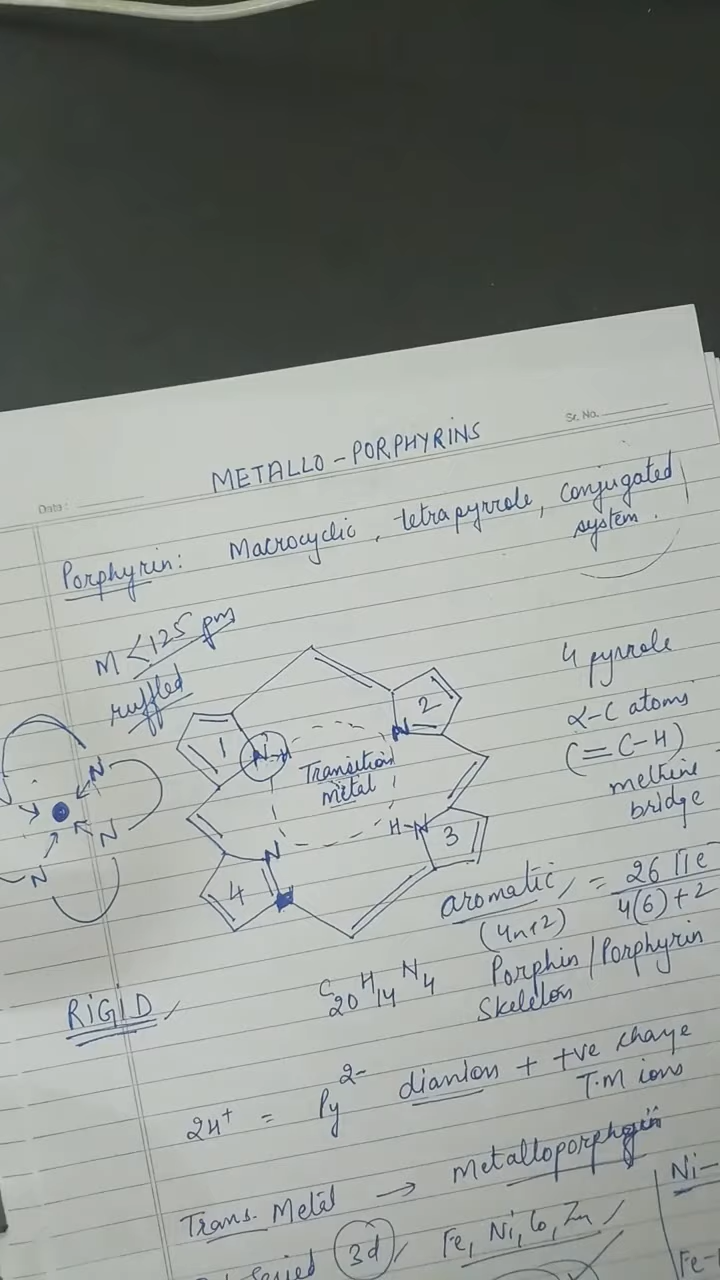 Sr. No.
Date:
METALLO - PORPHYRINS
Porphyrin: Macrocyclic, tetrapyrrole, conjugated
system.
M < 125 pm
ruffled
4 pyrrole
α-C atoms
(=C-H)
methine
bridge
1
N-H
2
N
Transition
Metal
H-N
3
N
4
N
N
N
aromatic, = 26 Πe⁻
(4n+2) 4(6)+2
RIGID
C20H14N4
Porphin/Porphyrin
Skeleton
2H⁺ = Py²⁻ dianion + +ve charge
T.M ions
Trans. Metal → Metalloporphyrin
3d, Fe, Ni, Co, Zn
Ni-
Fe-